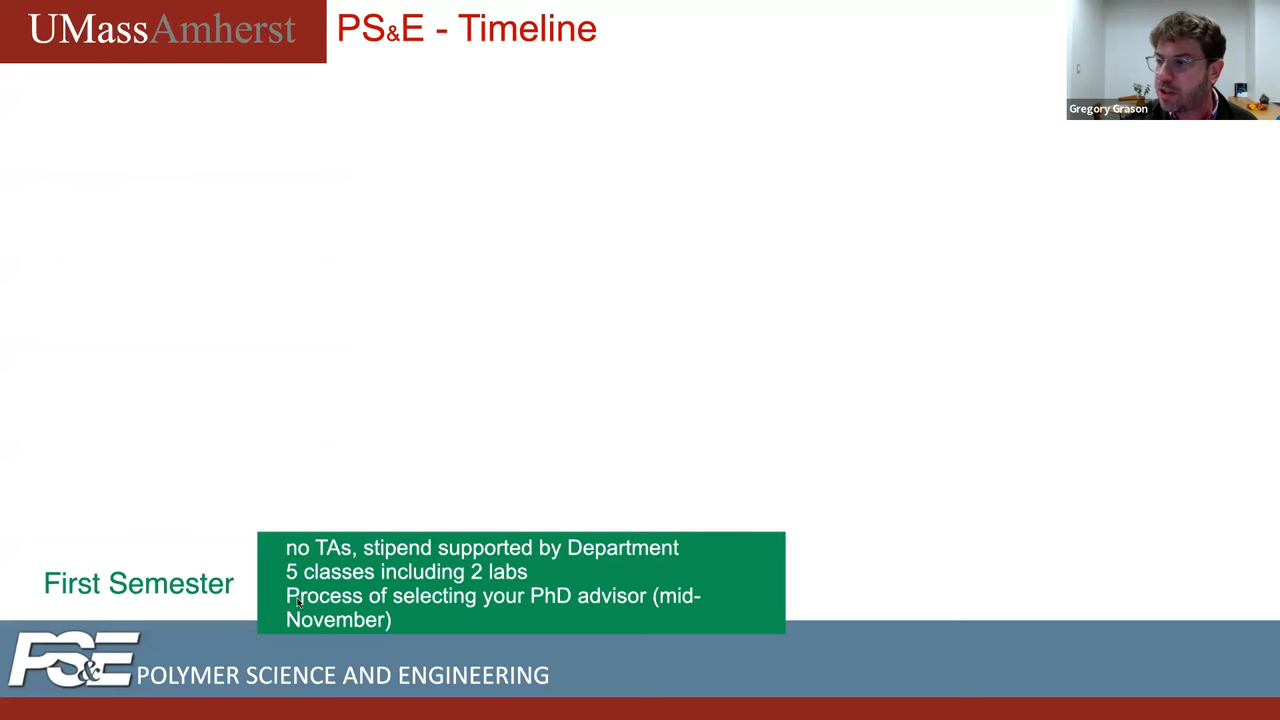 UMassAmherst
PS&E - Timeline
Gregory Grason
no TAs, stipend supported by Department
5 classes including 2 labs
Process of selecting your PhD advisor (mid-
November)
First Semester
PS&E
POLYMER SCIENCE AND ENGINEERING